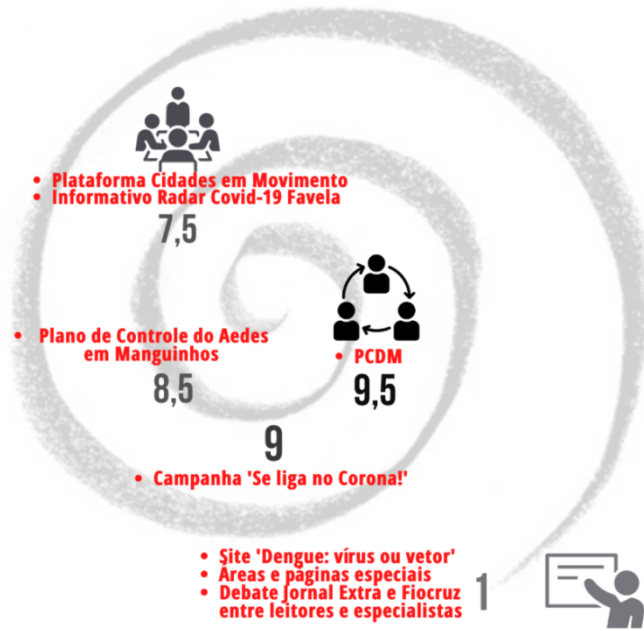 • Plataforma Cidades em Movimento
• Informativo Radar Covid-19 Favela
7,5
• Plano de Controle do Aedes
em Manguinhos
8,5
• PCDM
9,5
9
• Campanha 'Se liga no Corona!'
• Site 'Dengue: vírus ou vetor'
• Áreas e páginas especiais
• Debate Jornal Extra e Fiocruz
entre leitores e especialistas
1